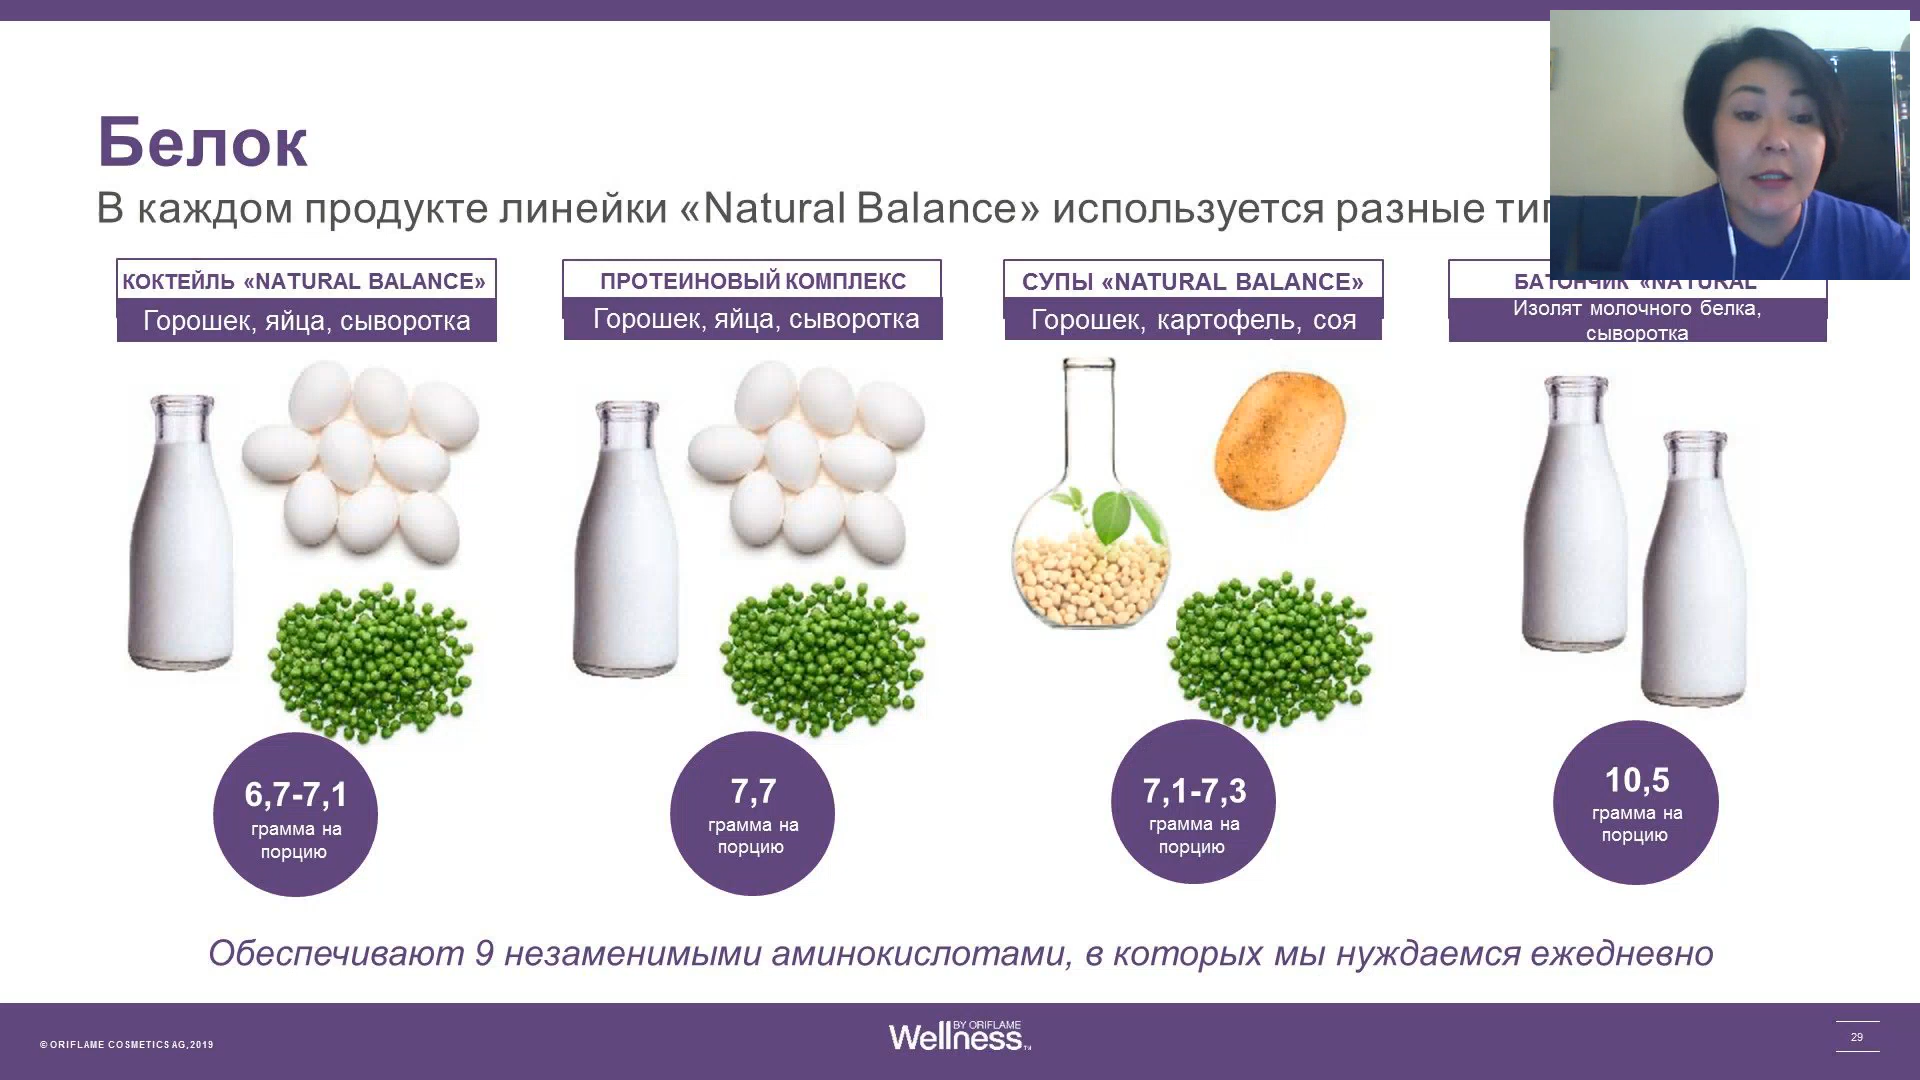 Белок
В каждом продукте линейки «Natural Balance» используется разные
КОКТЕЙЛЬ «NATURAL BALANCE»
Горошек, яйца, сыворотка
ПРОТЕИНОВЫЙ КОМПЛЕКС
Горошек, яйца, сыворотка
СУПЫ «NATURAL BALANCE»
Горошек, картофель, соя
БАТОНЧИК «NATURAL
Изолят молочного белка,
сыворотка
6,7-7,1
грамма на
порцию
7,7
грамма на
порцию
7,1-7,3
грамма на
порцию
10,5
грамма на
порцию
Обеспечивают 9 незаменимыми аминокислотами, в которых мы нуждаемся ежедневно
© ORIFLAME COSMETICS AG, 2019
BY ORIFLAME
Wellness™
29